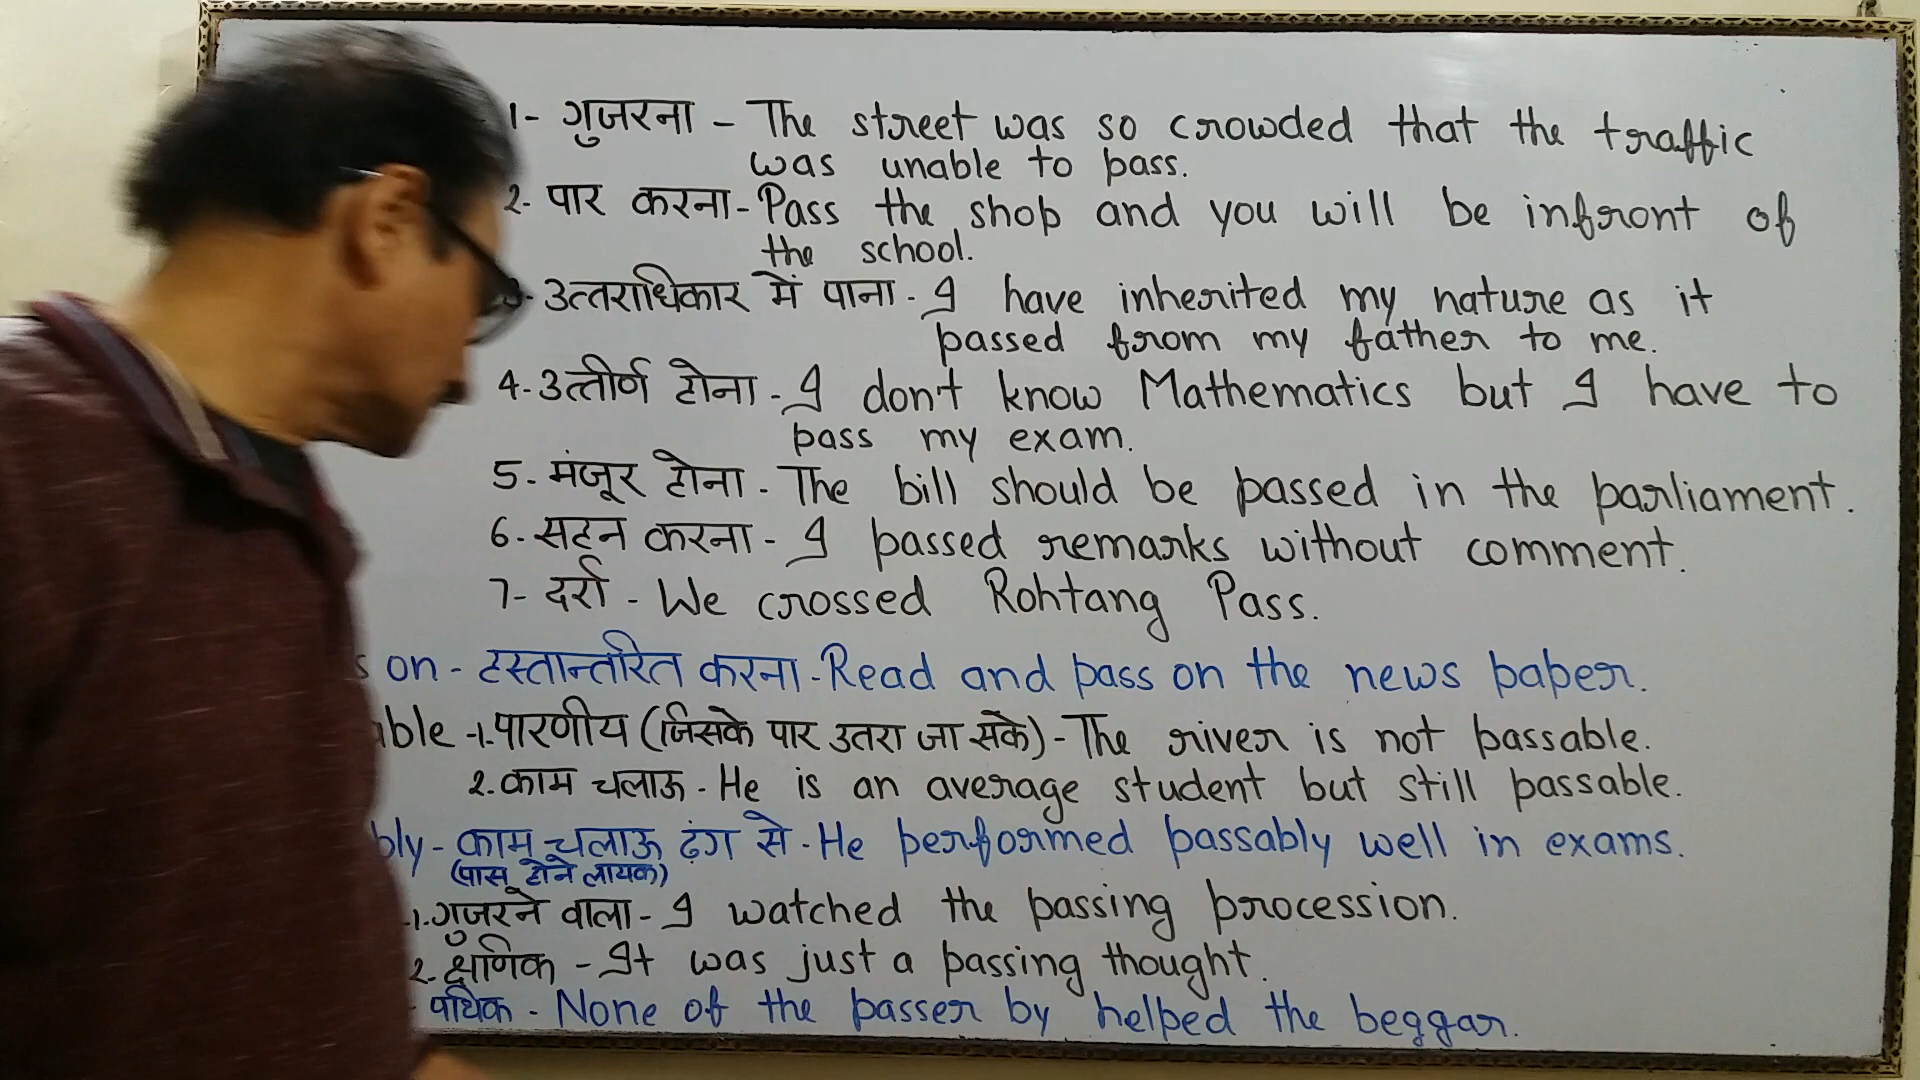 1- गुजरना - The street was so crowded that the traffic
was unable to pass.
2- पार करना - Pass the shop and you will be infront of
the school.
3- उत्तराधिकार में पाना - I have inherited my nature as it
passed from my father to me.
4- उत्तीर्ण होना - I don't know Mathematics but I have to
pass my exam.
5- मंजूर होना - The bill should be passed in the parliament.
6- सहन करना - I passed remarks without comment.
7- दर्रा - We crossed Rohtang Pass.
s on - हस्तान्तरित करना - Read and pass on the news paper.
able - 1. पारणीय (जिसके पार उतरा जा सके) - The river is not passable.
2. काम चलाऊ - He is an average student but still passable.
bly - काम चलाऊ ढ़ंग से - He performed passably well in exams.
(पास होने लायक)
-1. गुजरने वाला - I watched the passing procession.
2- क्षणिक - It was just a passing thought.
- पथिक - None of the passer by helped the beggar.